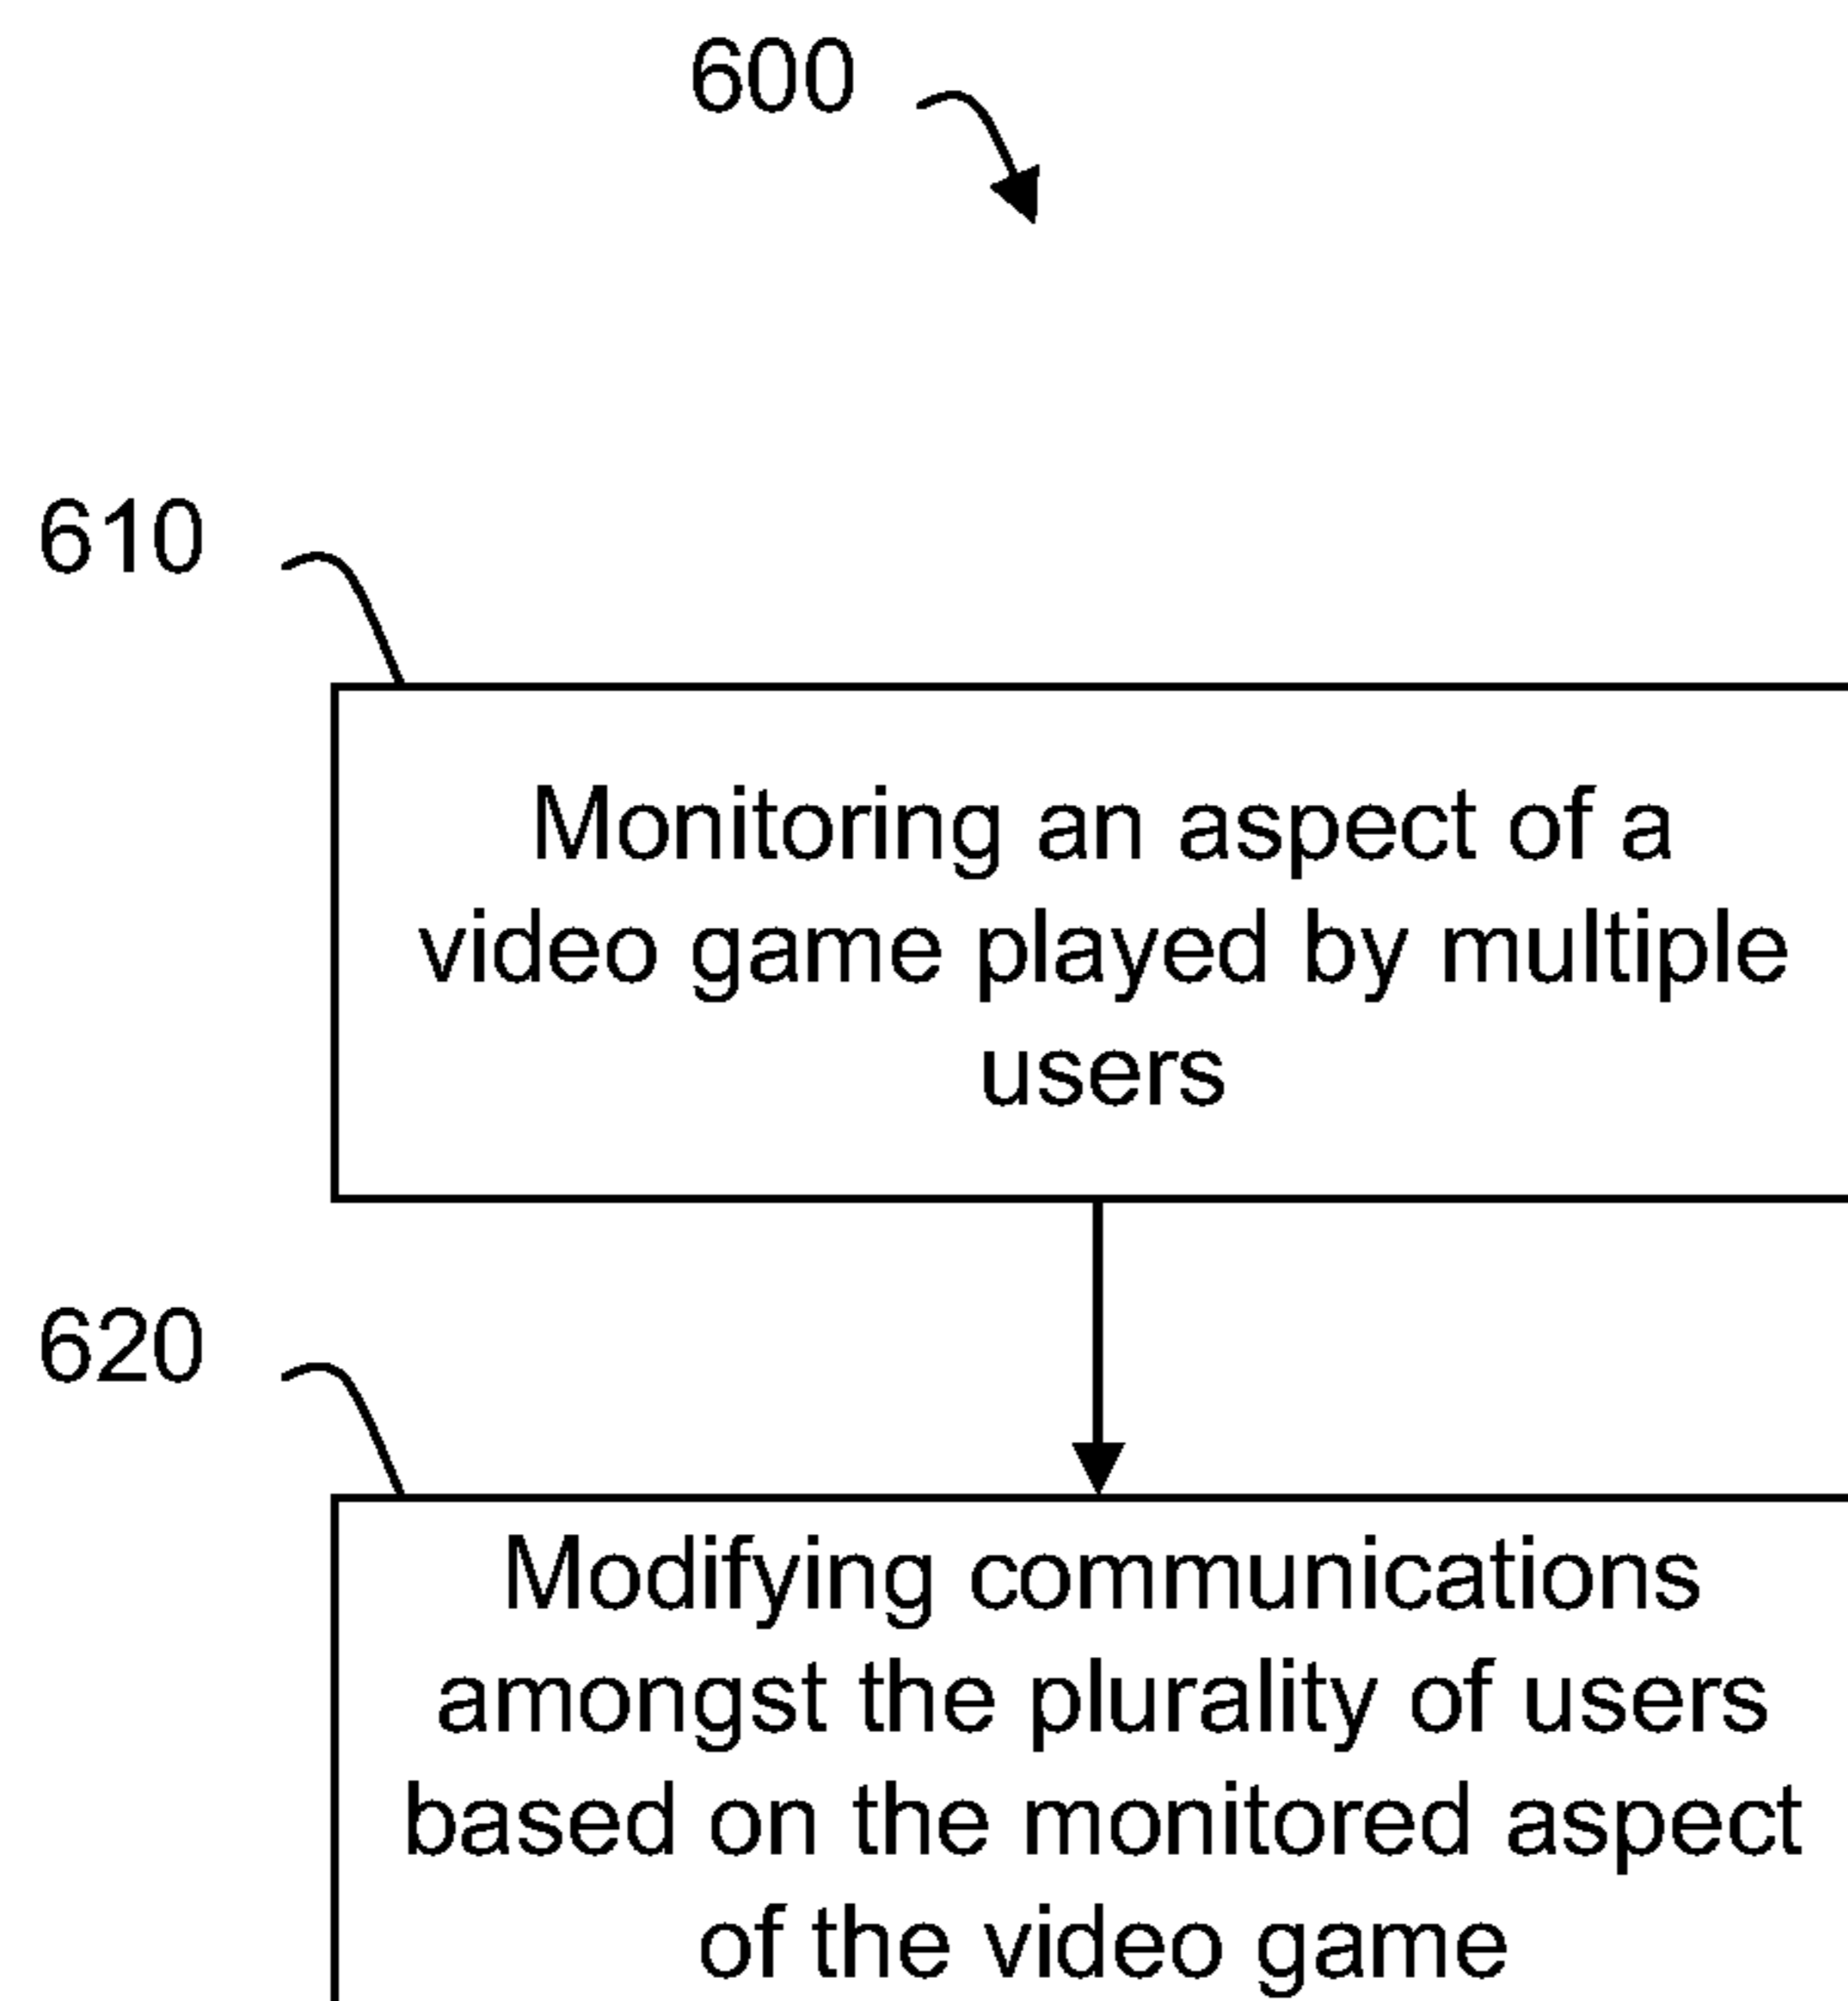 600
610
Monitoring an aspect of a
video game played by multiple
users
620
Modifying communications
amongst the plurality of users
based on the monitored aspect
of the video game